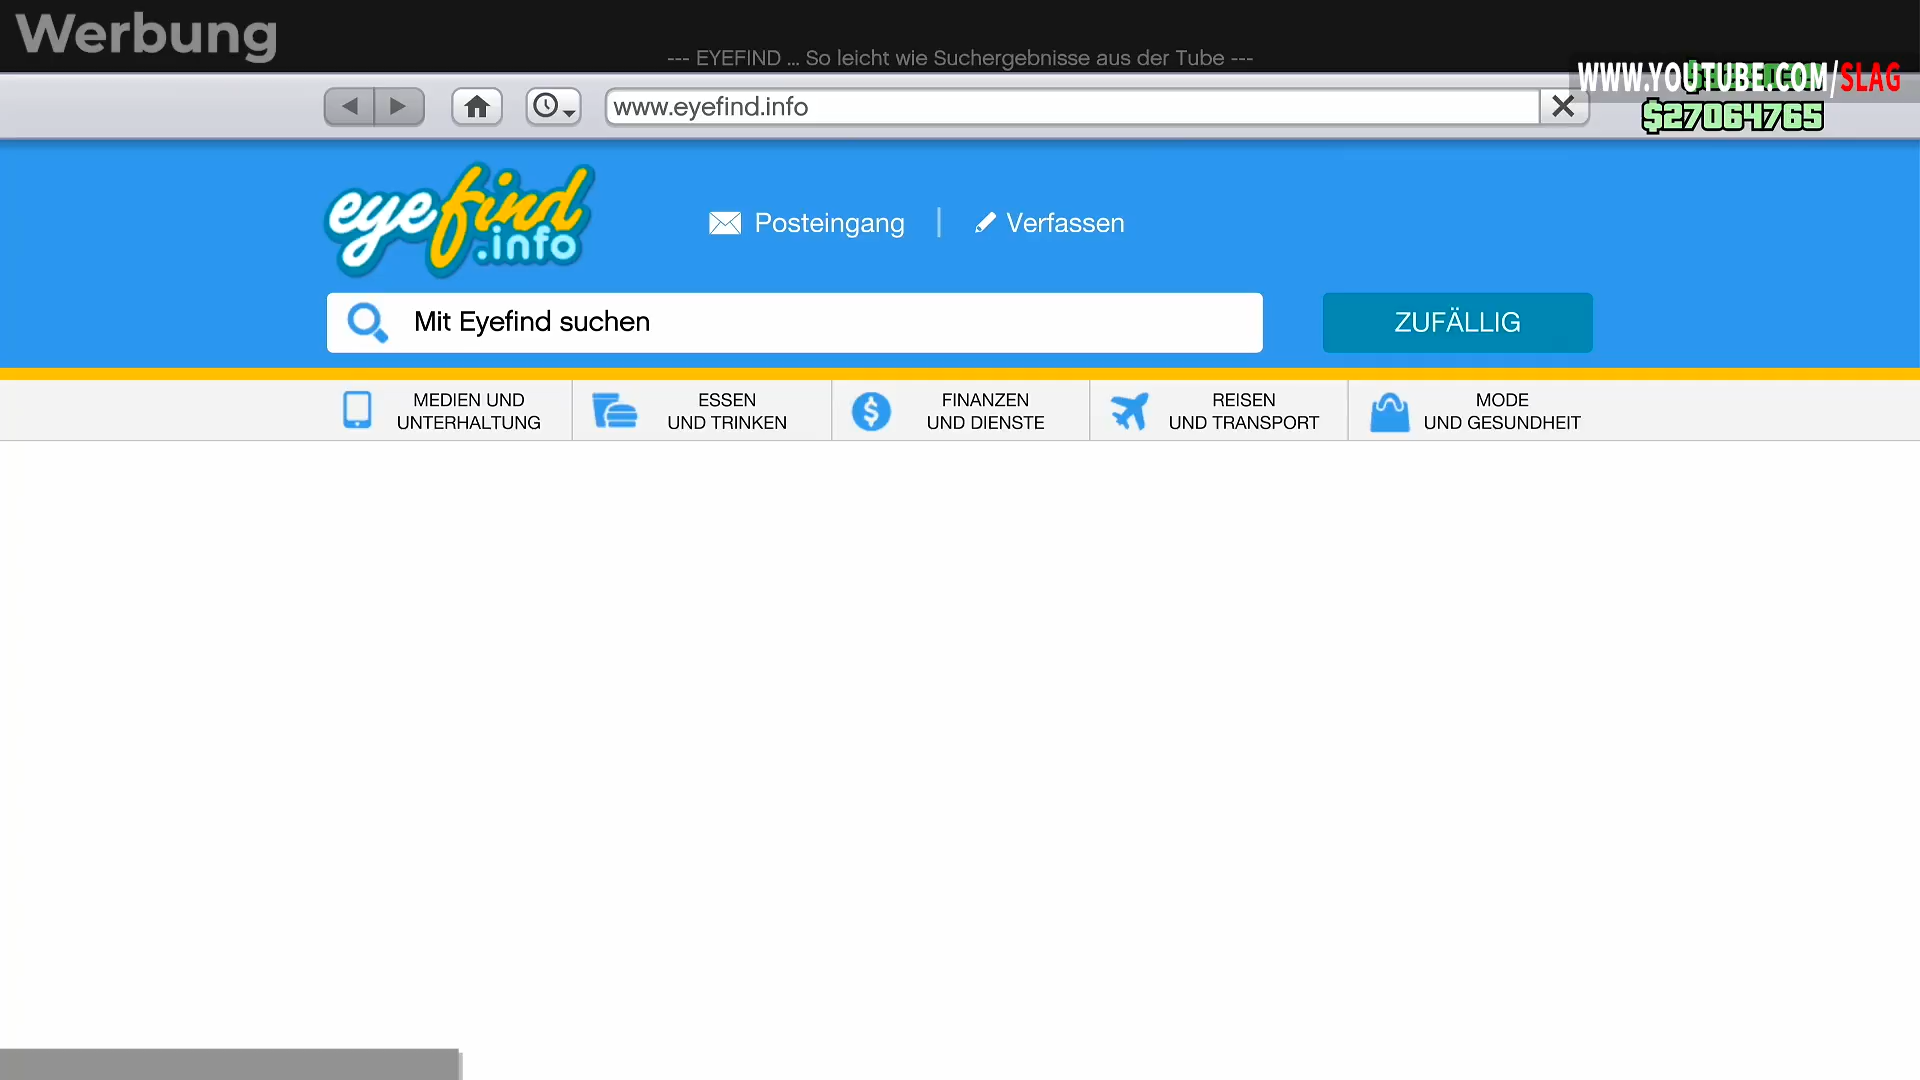 Werbung
--- EYEFIND ... So leicht wie Suchergebnisse aus der Tube ---
WWW.YOUTUBE.COM/SLAG
www.eyefind.info
$27064765
eyefind
.info
Posteingang
Verfassen
Mit Eyefind suchen
ZUFÄLLIG
MEDIEN UND
UNTERHALTUNG
ESSEN
UND TRINKEN
FINANZEN
UND DIENSTE
REISEN
UND TRANSPORT
MODE
UND GESUNDHEIT